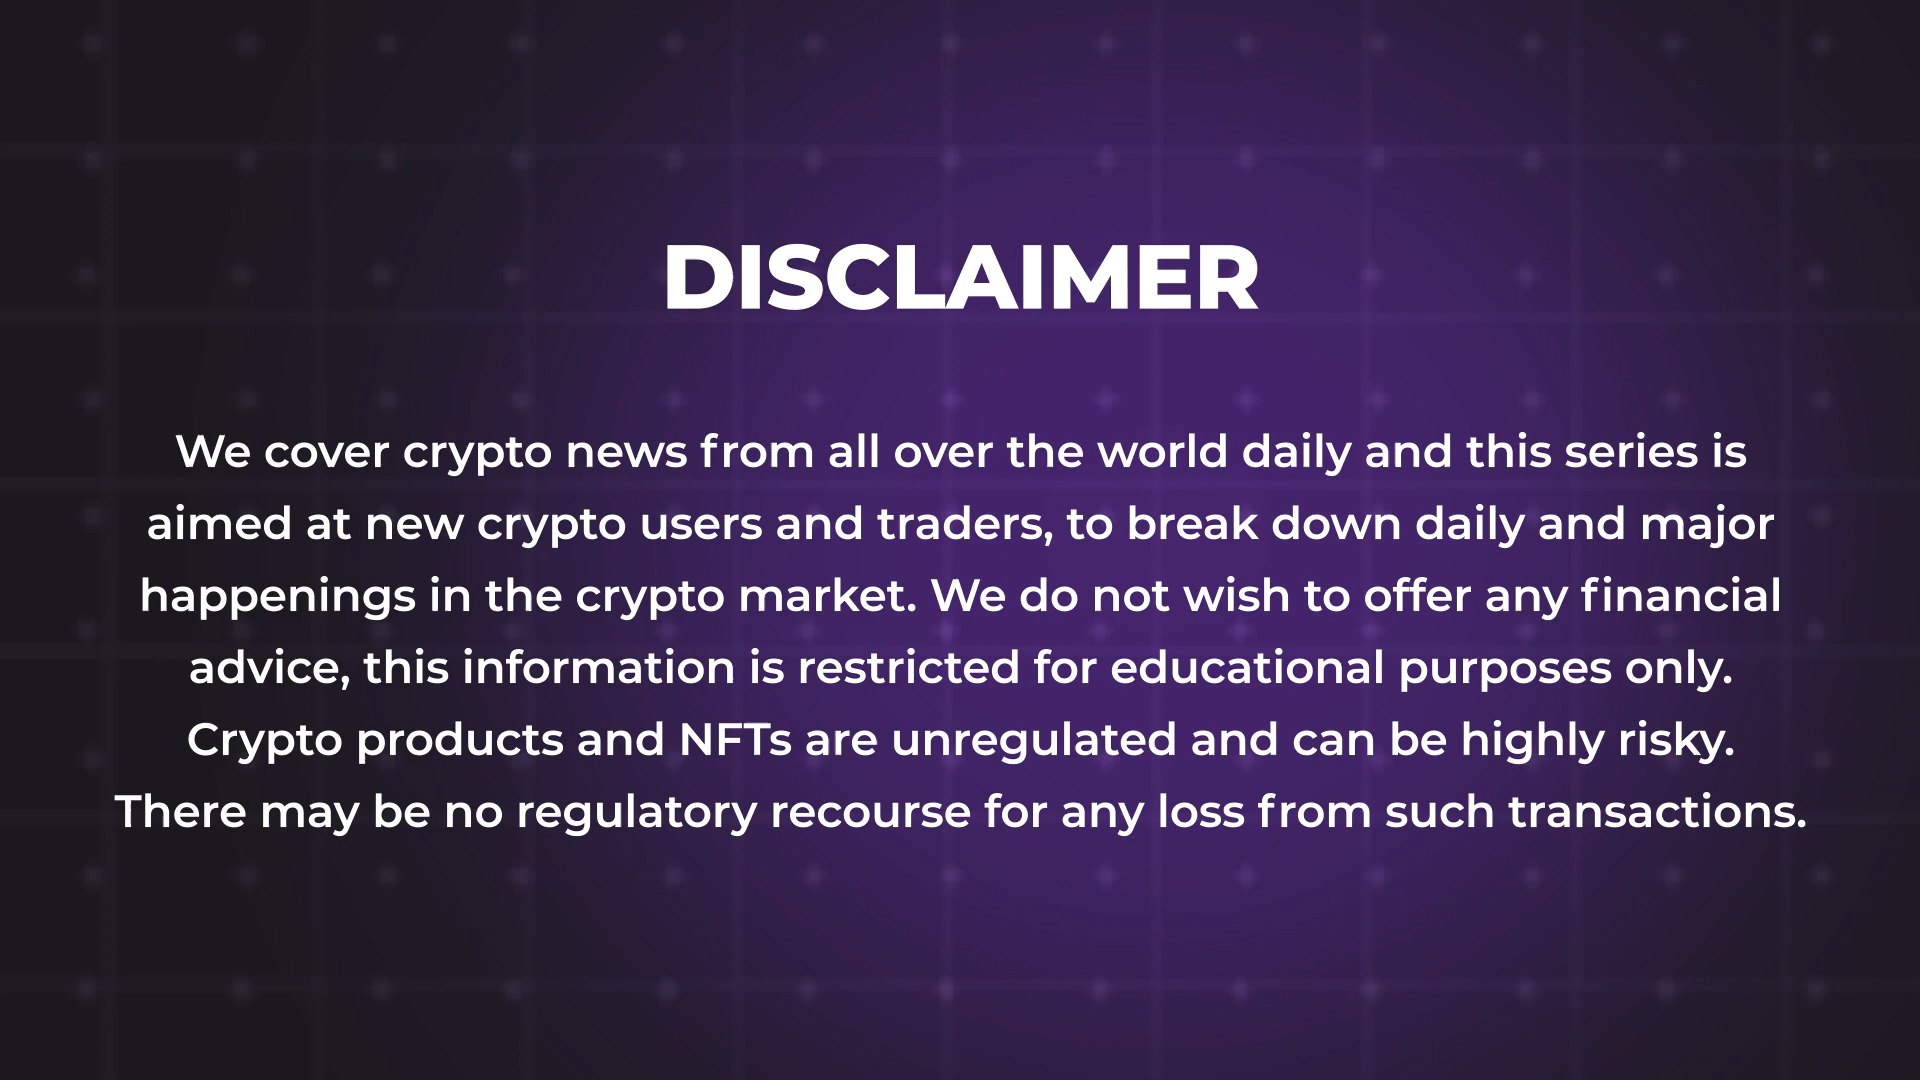 DISCLAIMER
We cover crypto news from all over the world daily and this series is
aimed at new crypto users and traders, to break down daily and major
happenings in the crypto market. We do not wish to offer any financial
advice, this information is restricted for educational purposes only.
Crypto products and NFTs are unregulated and can be highly risky.
There may be no regulatory recourse for any loss from such transactions.